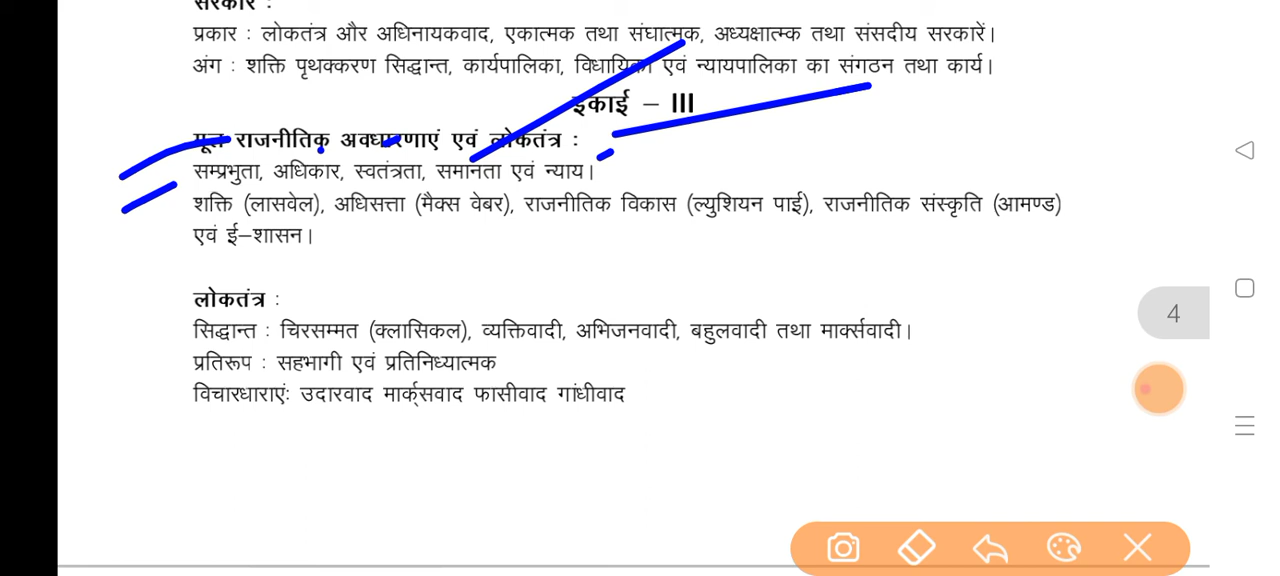 सरकार :
प्रकार : लोकतंत्र और अधिनायकवाद, एकात्मक तथा संघात्मक, अध्यक्षात्म्क तथा संसदीय सरकारें।
अंग : शक्ति पृथक्करण सिद्धान्त, कार्यपालिका, विधायिका एवं न्यायपालिका का संगठन तथा कार्य।
इकाई – III
मूल राजनीतिक अवधारणाएं एवं लोकतंत्र :
सम्प्रभुता, अधिकार, स्वतंत्रता, समानता एवं न्याय।
शक्ति (लासवेल), अधिसत्ता (मैक्स वेबर), राजनीतिक विकास (ल्युशियन पाई), राजनीतिक संस्कृति (आमण्ड)
एवं ई–शासन।
लोकतंत्र :
सिद्धान्त : चिरसम्मत (क्लासिकल), व्यक्तिवादी, अभिजनवादी, बहुलवादी तथा मार्क्सवादी।
प्रतिरूप : सहभागी एवं प्रतिनिध्यात्मक
विचारधाराएंः उदारवाद मार्क्सवाद फासीवाद गांधीवाद
4